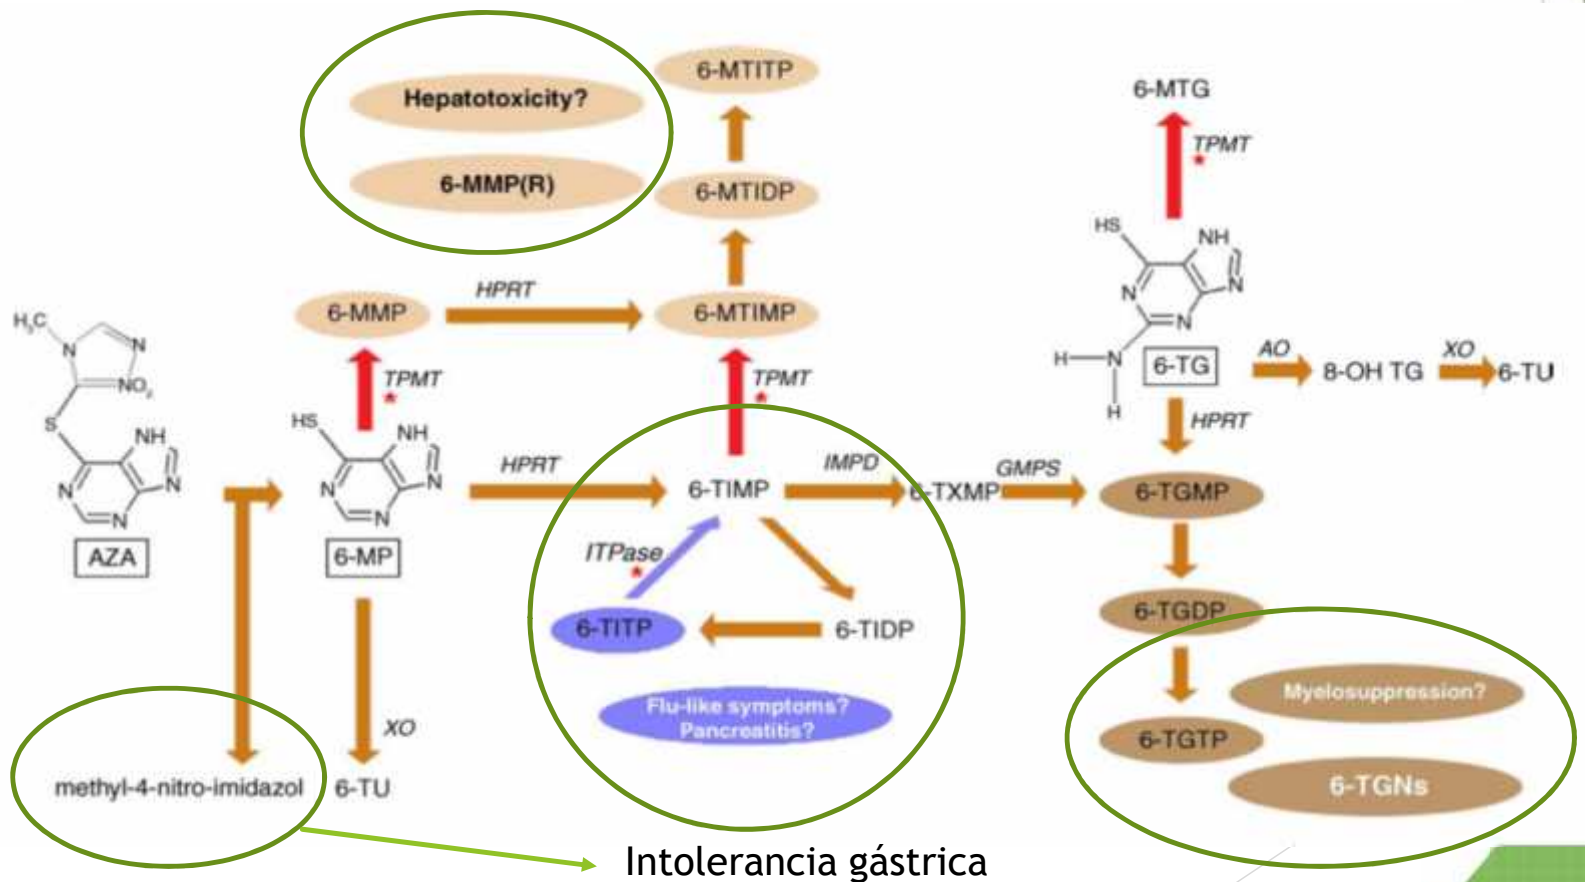 6-MTITP
Hepatotoxicity?
6-MTG
TPMT
*
6-MMP(R)
6-MTIDP
HS
NH
N
N
N
H
N
H
6-TG
AO
8-OH TG
XO
6-TU
HPRT
6-MMP
HPRT
6-MTIMP
H₃C
N
N
NO₂
S
NH
N
N
N
AZA
TPMT
*
TPMT
*
HS
NH
N
N
N
6-MP
HPRT
6-TIMP
IMPD
6-TXMP
GMPS
6-TGMP
ITPase
*
6-TITP
6-TIDP
6-TGDP
Flu-like symptoms?
Pancreatitis?
Myelosuppression?
6-TGTP
6-TGNs
XO
methyl-4-nitro-imidazol
6-TU
Intolerancia gástrica